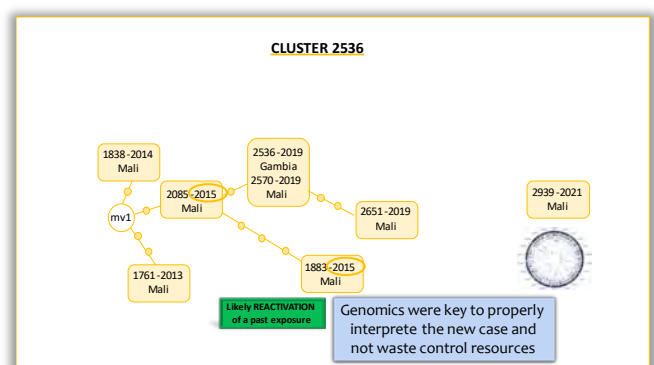 CLUSTER 2536
1838-2014
Mali
2536-2019
Gambia
2570-2019
Mali
2085-2015
Mali
2939-2021
Mali
mv1
2651-2019
Mali
1761-2013
Mali
1883-2015
Mali
Likely REACTIVATION
of a past exposure
Genomics were key to properly
interprete the new case and
not waste control resources